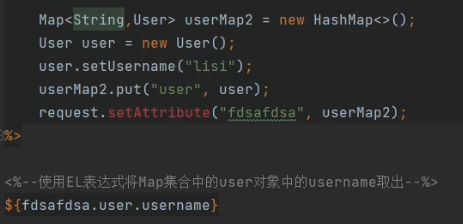 Map<String,User> userMap2 = new HashMap<>();
User user = new User();
user.setUsername("lisi");
userMap2.put("user", user);
request.setAttribute("fdsafdsa", userMap2);
%>
<%--使用EL表达式将Map集合中的user对象中的username取出--%>
${fdsafdsa.user.username}